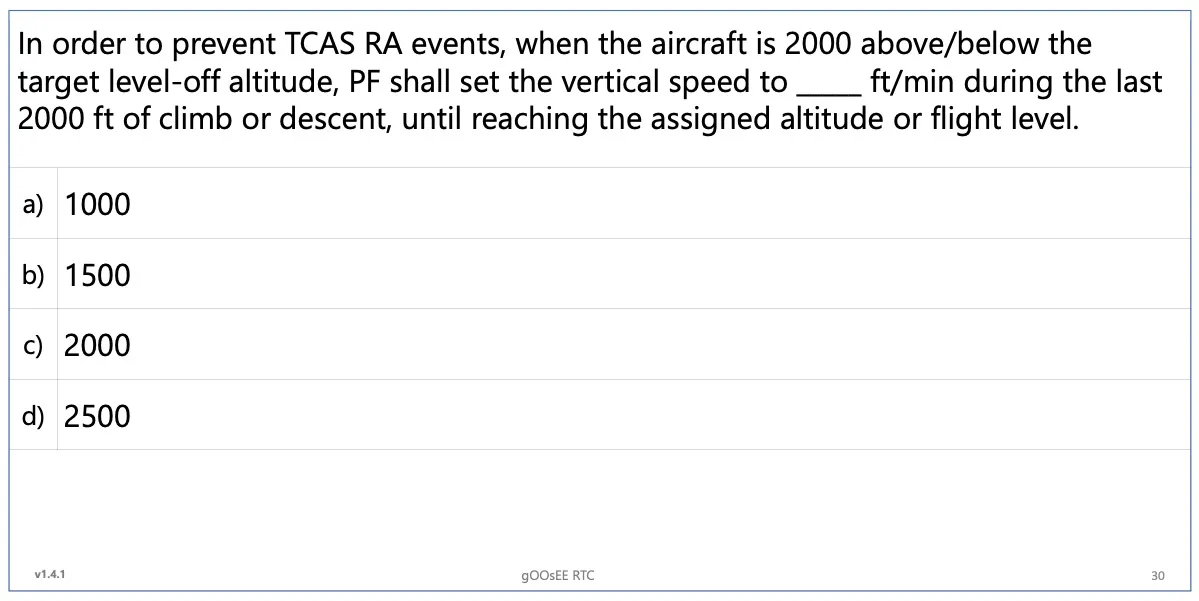 In order to prevent TCAS RA events, when the aircraft is 2000 above/below the
target level-off altitude, PF shall set the vertical speed to _____ ft/min during the last
2000 ft of climb or descent, until reaching the assigned altitude or flight level.
a) 1000
b) 1500
c) 2000
d) 2500
v1.4.1 gOOsEE RTC 30